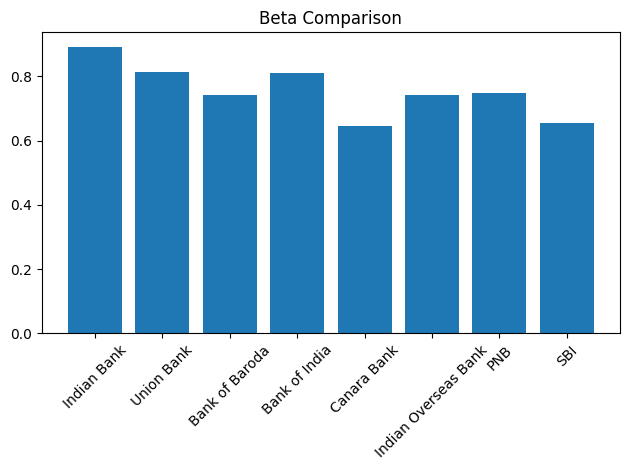 Beta Comparison
0.8
0.6
0.4
0.2
0.0
Indian Bank
Union Bank
Bank of Baroda
Bank of India
Canara Bank
Indian Overseas Bank
PNB
SBI